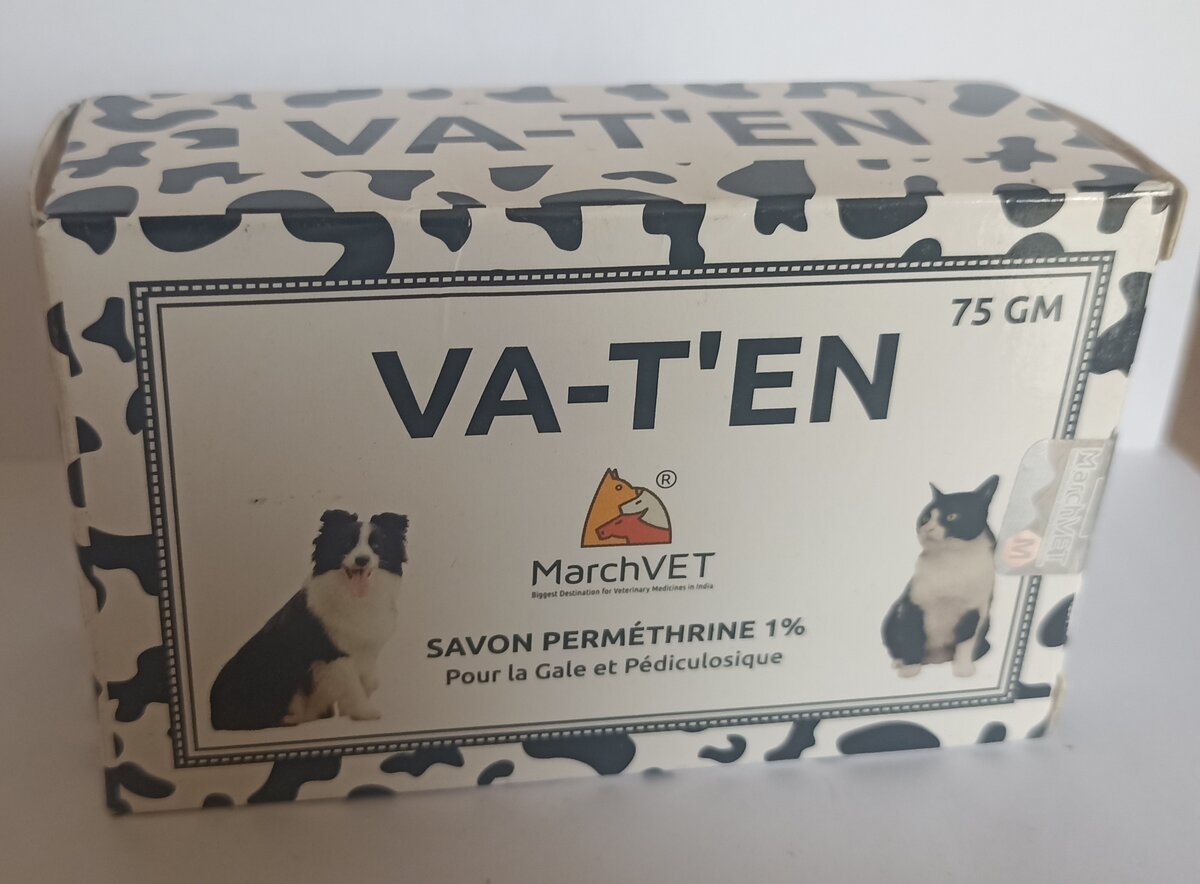 VA-T'EN
75 GM
VA-T'EN
®
MarchVET
Biggest Destination for Veterinary Medicines in India
SAVON PERMÉTHRINE 1%
Pour la Gale et Pédiculosique
MarchVET
M